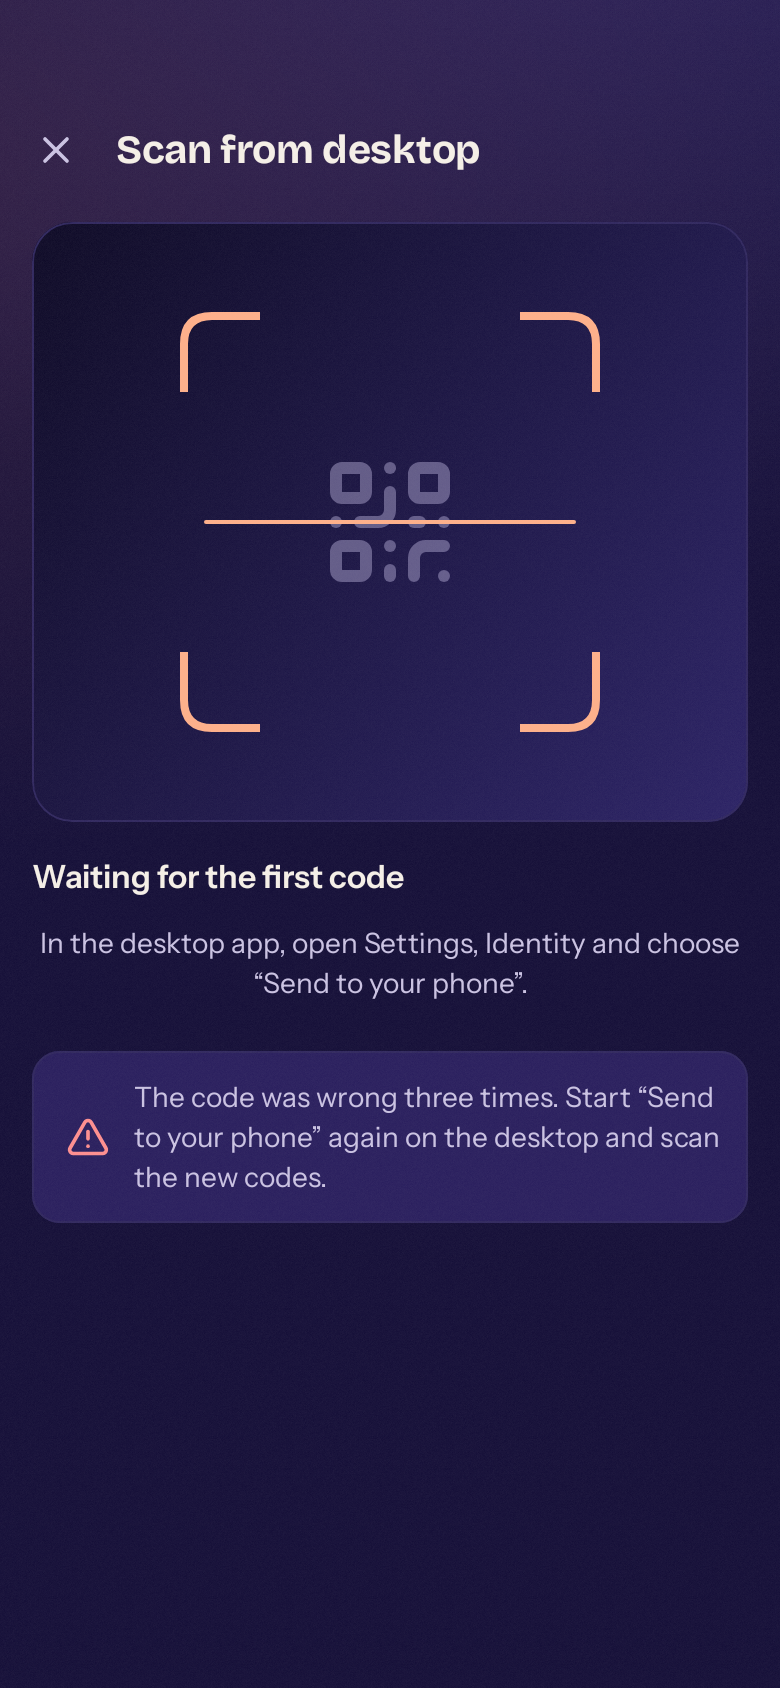 Scan from desktop
Waiting for the first code
In the desktop app, open Settings, Identity and choose
“Send to your phone”.
The code was wrong three times. Start “Send
to your phone” again on the desktop and scan
the new codes.